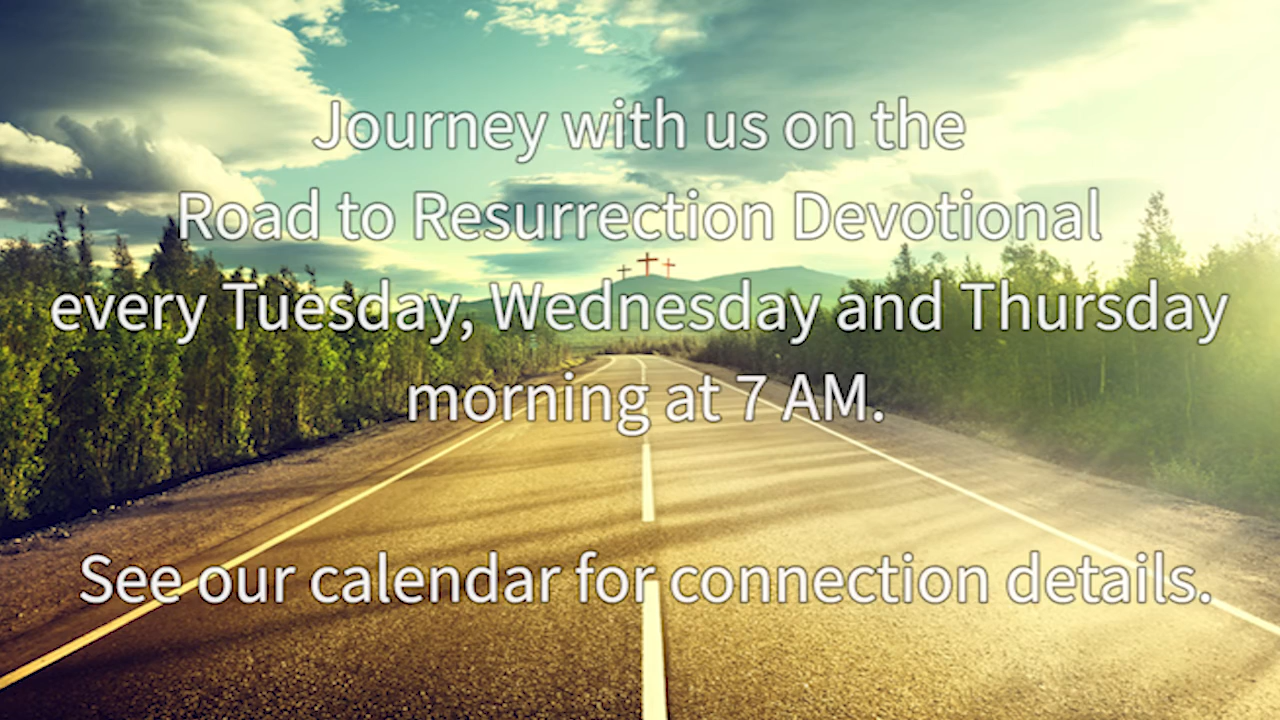 Journey with us on the
Road to Resurrection Devotional
every Tuesday, Wednesday and Thursday
morning at 7 AM.
See our calendar for connection details.